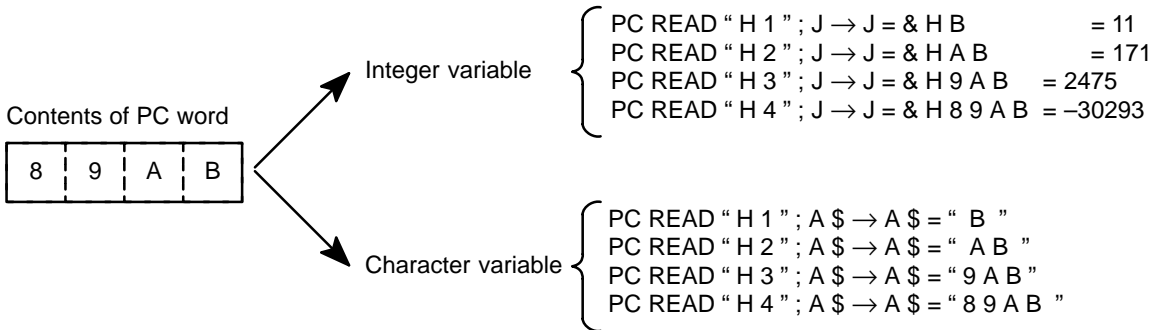 PC READ “ H 1 ” ; J → J = & H B = 11
PC READ “ H 2 ” ; J → J = & H A B = 171
PC READ “ H 3 ” ; J → J = & H 9 A B = 2475
PC READ “ H 4 ” ; J → J = & H 8 9 A B = –30293
Integer variable
Contents of PC word
8 9 A B
PC READ “ H 1 ” ; A $ → A $ = “ B ”
PC READ “ H 2 ” ; A $ → A $ = “ A B ”
PC READ “ H 3 ” ; A $ → A $ = “ 9 A B ”
PC READ “ H 4 ” ; A $ → A $ = “ 8 9 A B ”
Character variable